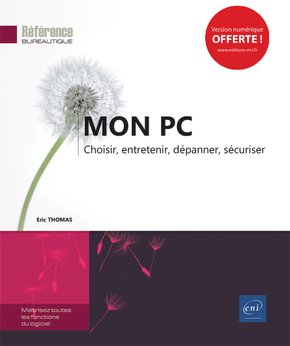 Référence
BUREAUTIQUE
Version numérique
OFFERTE !
www.editions-eni.fr
MON PC
Choisir, entretenir, dépanner, sécuriser
Eric THOMAS
Maîtrisez toutes
les fonctions
du logiciel
eni